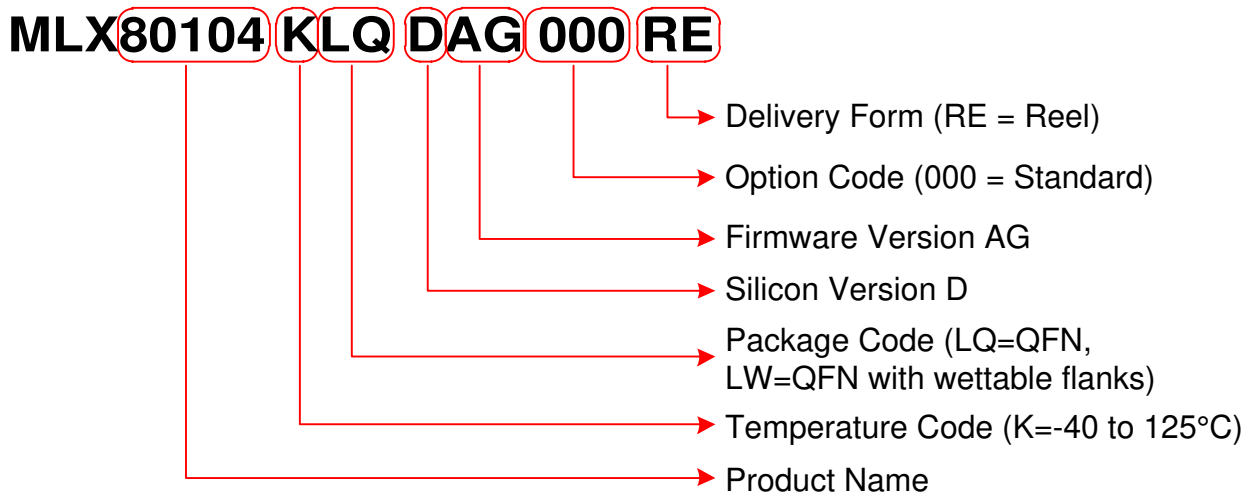 MLX80104 KLQ DAG 000 RE
Delivery Form (RE = Reel)
Option Code (000 = Standard)
Firmware Version AG
Silicon Version D
Package Code (LQ=QFN,
LW=QFN with wettable flanks)
Temperature Code (K=-40 to 125°C)
Product Name